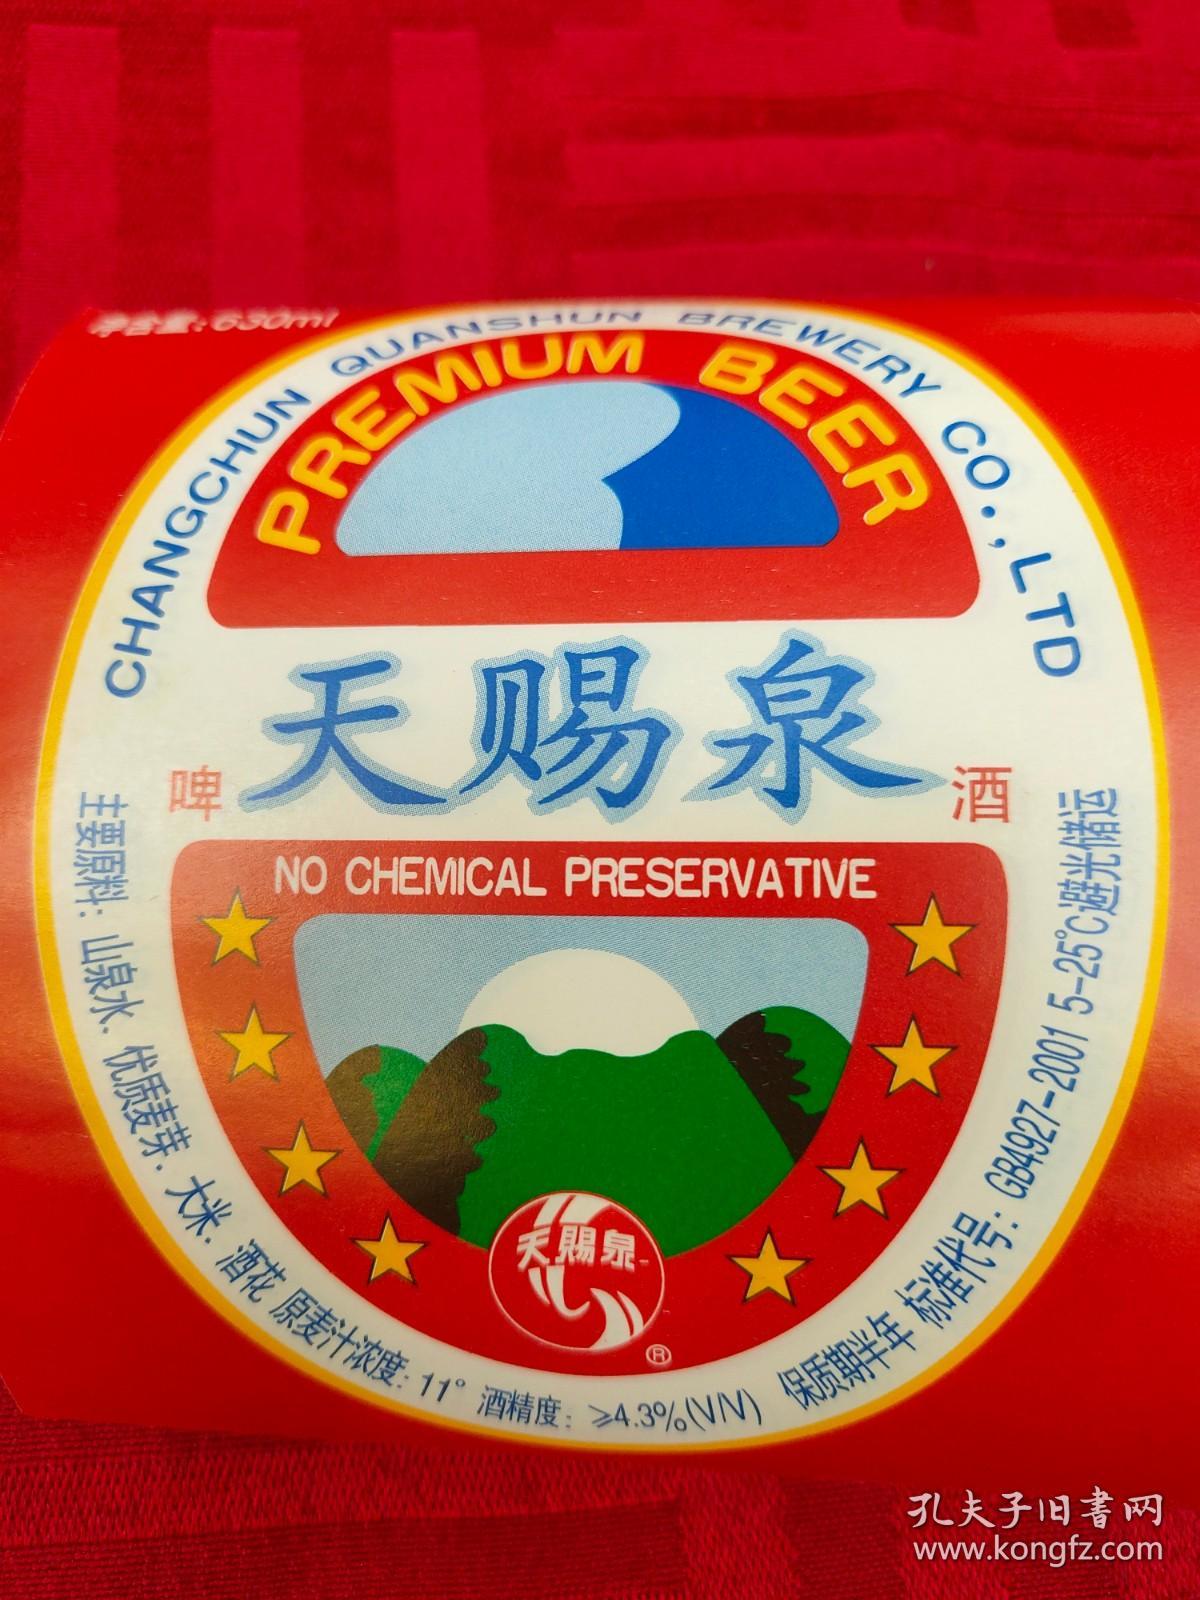 净含量:630ml
CHANGCHUN QUANSHUN BREWERY CO.,LTD
PREMIUM BEER
天赐泉
啤 酒
NO CHEMICAL PRESERVATIVE
天赐泉
®
主要原料:山泉水.优质麦芽.大米.酒花 原麦汁浓度:11° 酒精度:≥4.3%(V/V) 保质期半年 标准代号:GB4927-2001 5-25℃避光储运
孔夫子旧书网
www.kongfz.com